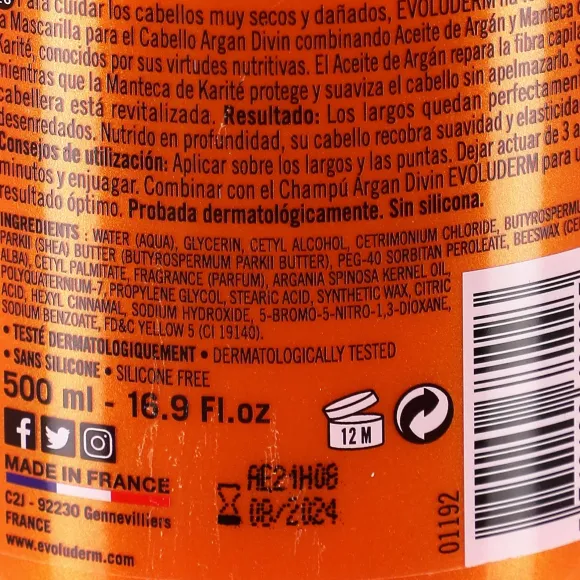 Para cuidar los cabellos muy secos y dañados, EVOLUDERM
la Mascarilla para el Cabello Argan Divin combinando Aceite de Argán y Manteca
Karité, conocidos por sus virtudes nutritivas. El Aceite de Argán repara la fibra capila
mientras que la Manteca de Karité protege y suaviza el cabello sin apelmazarlo.
cabellera está revitalizada. Resultado: Los largos quedan perfectamen
desenredados. Nutrido en profundidad, su cabello recobra suavidad y elasticida
Consejos de utilización: Aplicar sobre los largos y las puntas. Dejar actuar de 3 a
minutos y enjuagar. Combinar con el Champú Argan Divin EVOLUDERM para u
resultado óptimo. Probada dermatológicamente. Sin silicona.
INGREDIENTS : WATER (AQUA), GLYCERIN, CETYL ALCOHOL, CETRIMONIUM CHLORIDE, BUTYROSPERMU
PARKII (SHEA) BUTTER (BUTYROSPERMUM PARKII BUTTER), PEG-40 SORBITAN PEROLEATE, BEESWAX (CE
ALBA), CETYL PALMITATE, FRAGRANCE (PARFUM), ARGANIA SPINOSA KERNEL OIL,
POLYQUATERNIUM-7, PROPYLENE GLYCOL, STEARIC ACID, SYNTHETIC WAX, CITRIC
ACID, HEXYL CINNAMAL, SODIUM HYDROXIDE, 5-BROMO-5-NITRO-1,3-DIOXANE,
SODIUM BENZOATE, FD&C YELLOW 5 (CI 19140).
• TESTÉ DERMATOLOGIQUEMENT • DERMATOLOGICALLY TESTED
• SANS SILICONE • SILICONE FREE
500 ml - 16.9 Fl.oz
12 M
MADE IN FRANCE
AE21H08
08/2024
C2J - 92230 Gennevilliers
FRANCE
www.evoluderm.com
01192